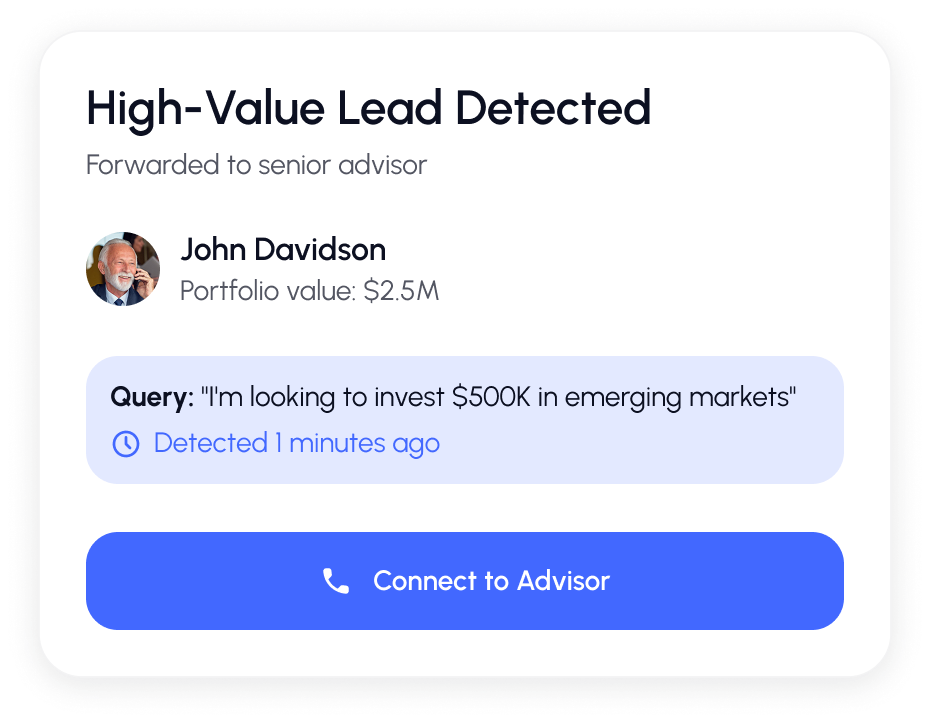 High-Value Lead Detected
Forwarded to senior advisor
John Davidson
Portfolio value: $2.5M
Query: "I'm looking to invest $500K in emerging markets"
Detected 1 minutes ago
Connect to Advisor